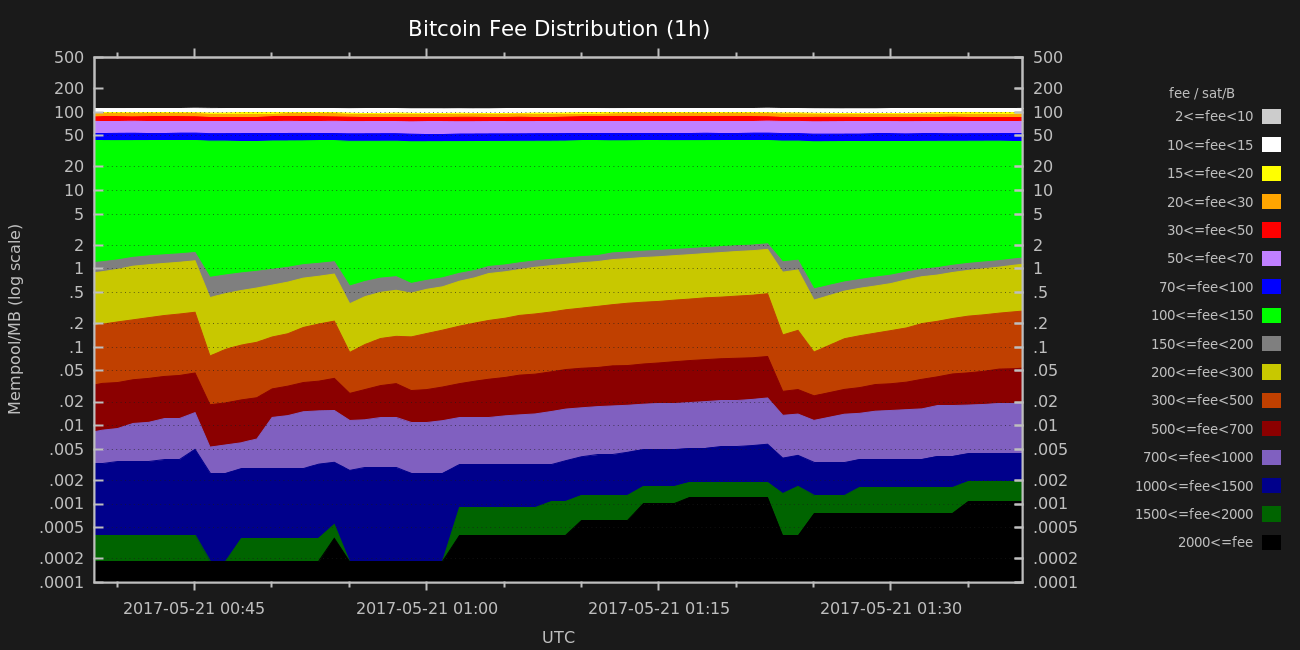 Bitcoin Fee Distribution (1h)
500
200
100
50
20
10
5
2
1
.5
.2
.1
.05
.02
.01
.005
.002
.001
.0005
.0002
.0001
Mempool/MB (log scale)
500
200
100
50
20
10
5
2
1
.5
.2
.1
.05
.02
.01
.005
.002
.001
.0005
.0002
.0001
2017-05-21 00:45
2017-05-21 01:00
2017-05-21 01:15
2017-05-21 01:30
UTC
fee / sat/B
2<=fee<10
10<=fee<15
15<=fee<20
20<=fee<30
30<=fee<50
50<=fee<70
70<=fee<100
100<=fee<150
150<=fee<200
200<=fee<300
300<=fee<500
500<=fee<700
700<=fee<1000
1000<=fee<1500
1500<=fee<2000
2000<=fee